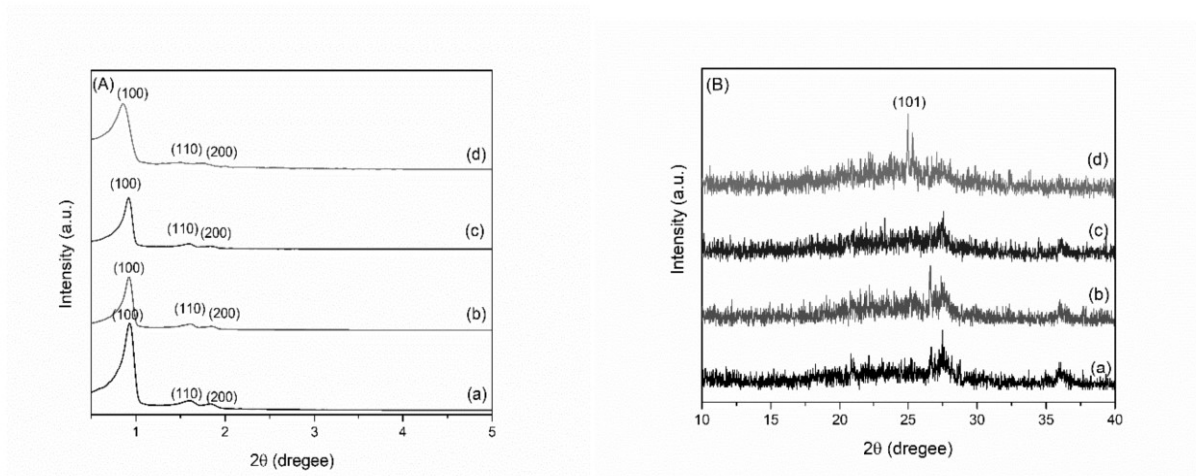 (A)
(100)
(110) (200)
(d)
(100)
(110) (200)
(c)
(100)
(110) (200)
(b)
(100)
(110) (200)
(a)
Intensity (a.u.)
1 2 3 4 5
2θ (dregee)
(B)
(101)
(d)
(c)
(b)
(a)
Intensity (a.u.)
10 15 20 25 30 35 40
2θ (dregee)